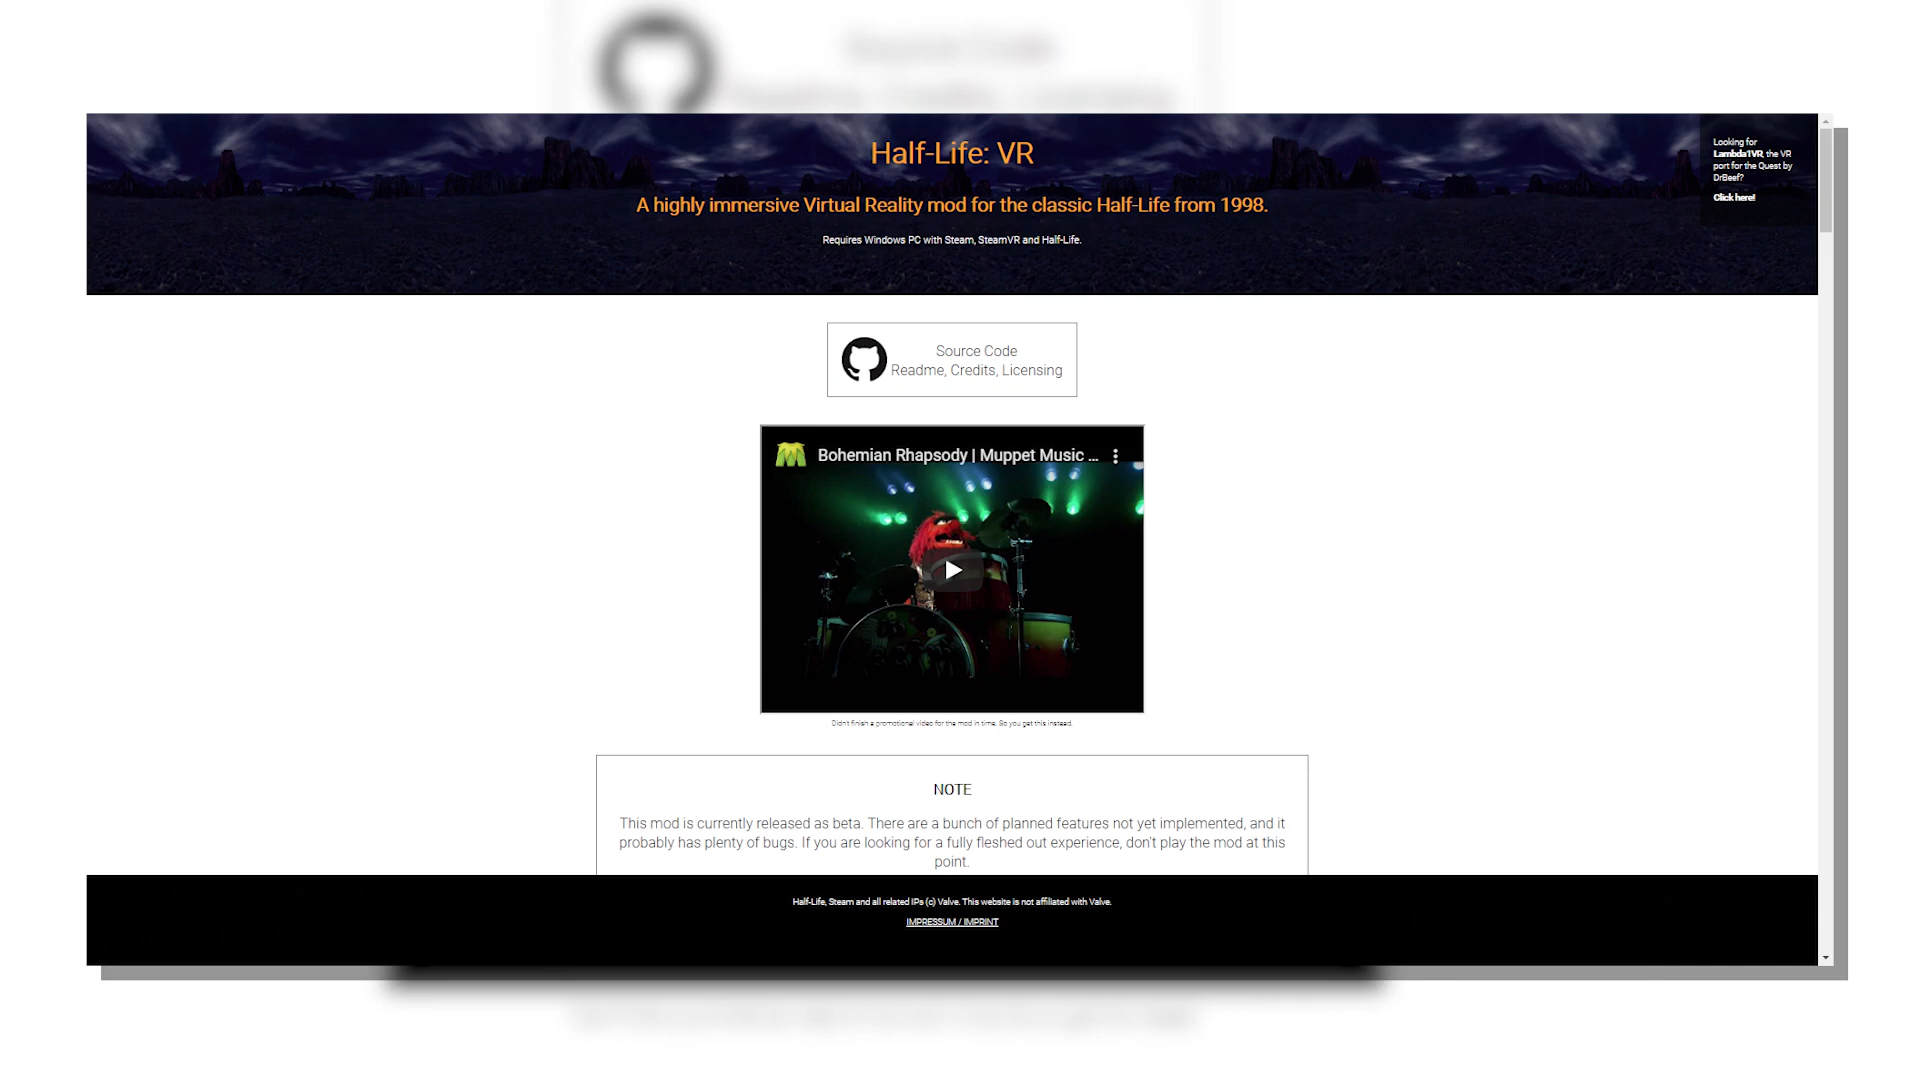 Source Code
Readme, Credits, Licensing
Half-Life: VR
A highly immersive Virtual Reality mod for the classic Half-Life from 1998.
Requires Windows PC with Steam, SteamVR and Half-Life.
Looking for
Lambda1VR, the VR
port for the Quest by
DrBeef?
Click here!
Source Code
Readme, Credits, Licensing
Bohemian Rhapsody | Muppet Music ...
Didn't finish a promotional video for the mod in time. So you get this instead.
NOTE
This mod is currently released as beta. There are a bunch of planned features not yet implemented, and it
probably has plenty of bugs. If you are looking for a fully fleshed out experience, don't play the mod at this
point.
Half-Life, Steam and all related IPs (c) Valve. This website is not affiliated with Valve.
IMPRESSUM / IMPRINT